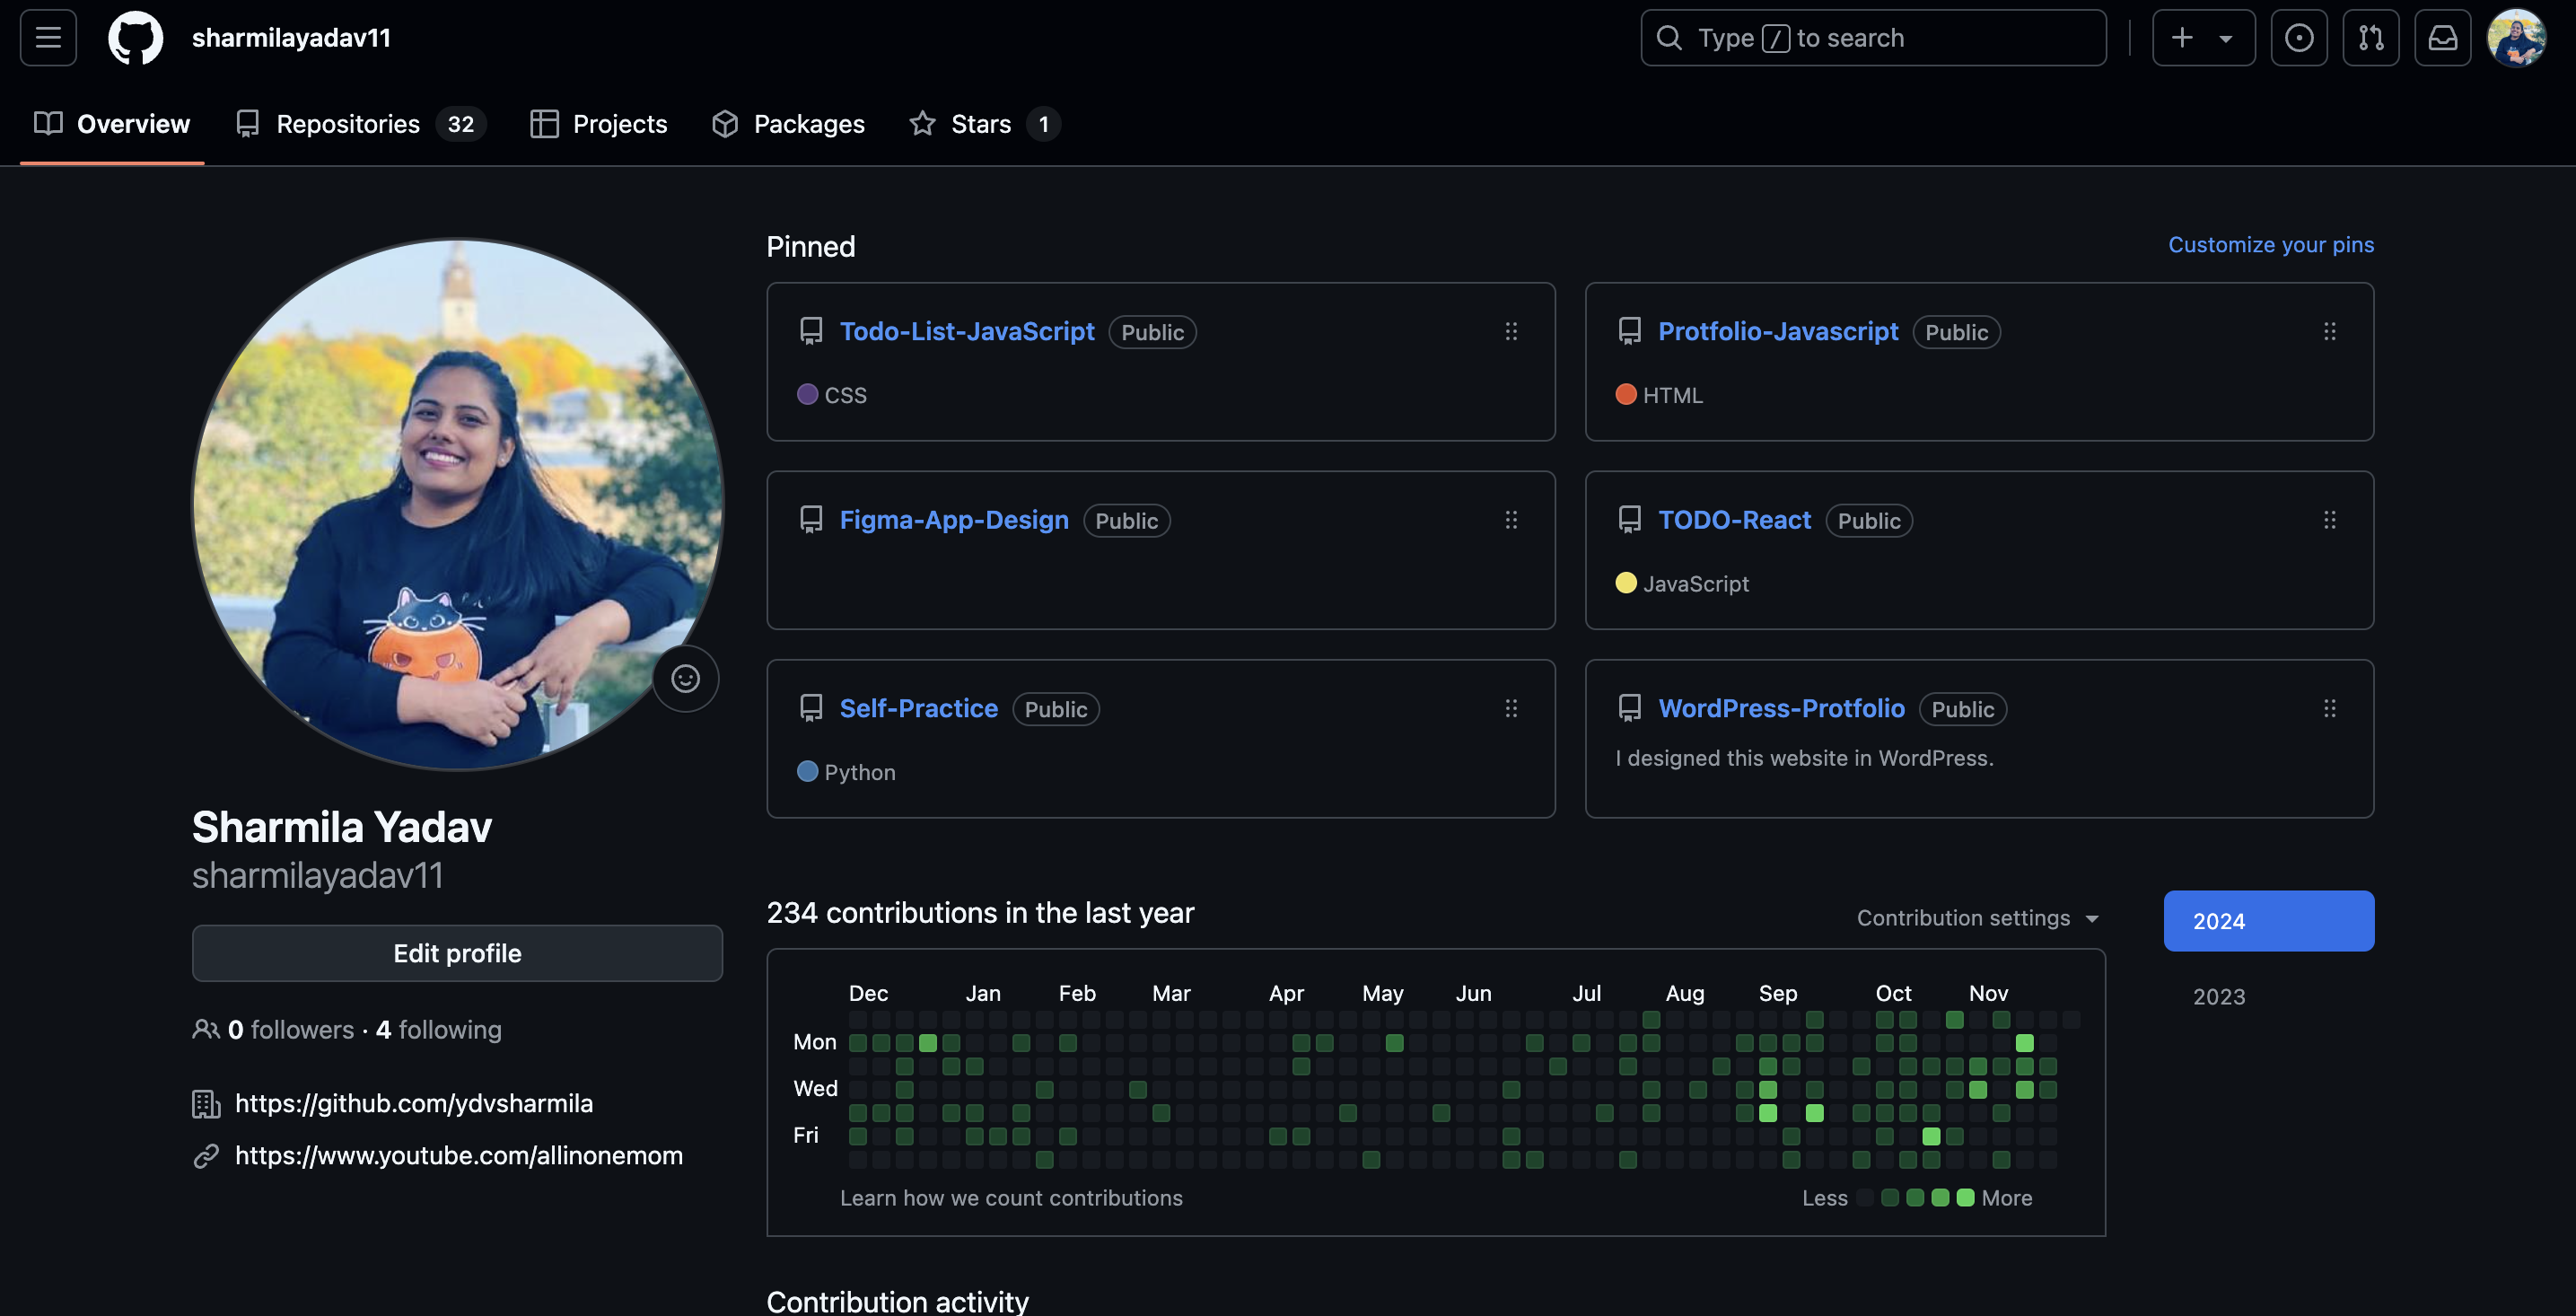 sharmilayadav11
Type / to search
Overview
Repositories 32
Projects
Packages
Stars 1
Pinned
Customize your pins
Todo-List-JavaScript Public
CSS
Protfolio-Javascript Public
HTML
Figma-App-Design Public
TODO-React Public
JavaScript
Self-Practice Public
Python
WordPress-Protfolio Public
I designed this website in WordPress.
Sharmila Yadav
sharmilayadav11
Edit profile
0 followers · 4 following
https://github.com/ydvsharmila
https://www.youtube.com/allinonemom
234 contributions in the last year
Contribution settings
2024
2023
Dec Jan Feb Mar Apr May Jun Jul Aug Sep Oct Nov
Mon
Wed
Fri
Learn how we count contributions
Less More
Contribution activity